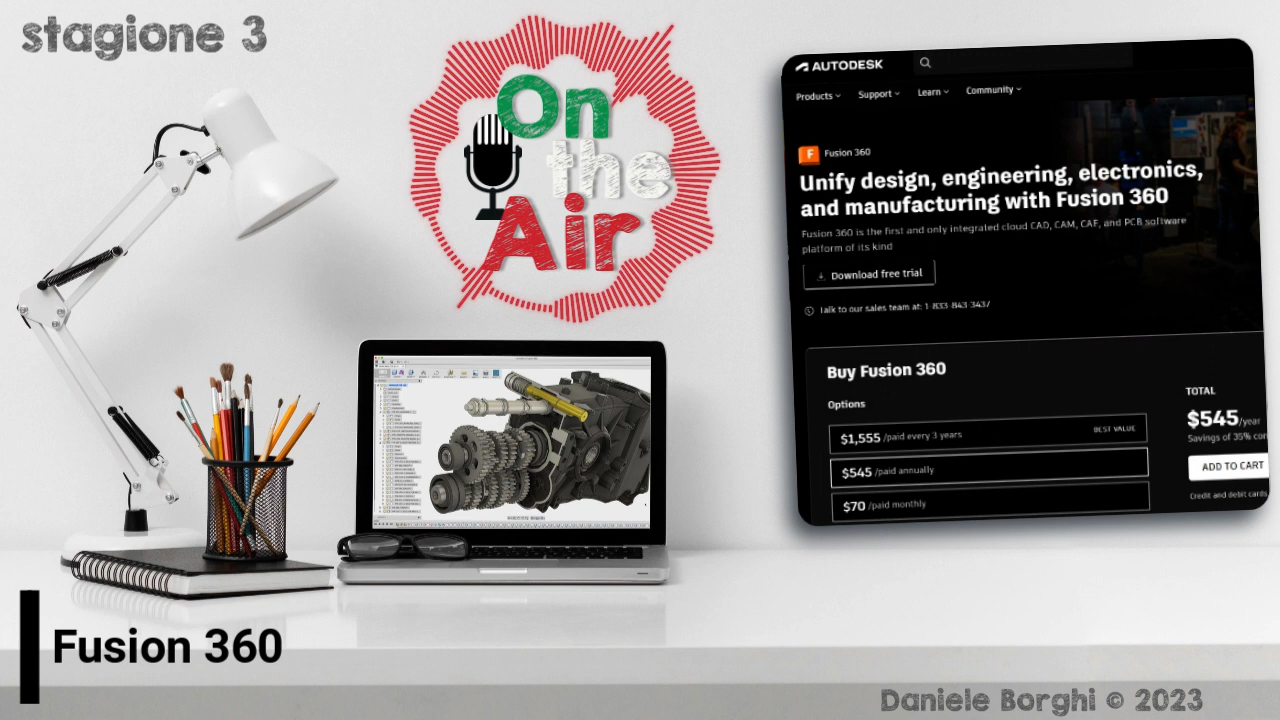 stagione 3
On
the
Air
AUTODESK
Products
Support
Learn
Community
F
Fusion 360
Unify design, engineering, electronics,
and manufacturing with Fusion 360
Fusion 360 is the first and only integrated cloud CAD, CAM, CAE, and PCB software
platform of its kind
Download free trial
Talk to our sales team at: 1-833-843-3437
Buy Fusion 360
Options
$1,555 /paid every 3 years
BEST VALUE
$545 /paid annually
$70 /paid monthly
TOTAL
$545/year
Savings of 35% con
ADD TO CART
Credit and debit cards,
Fusion 360
Daniele Borghi © 2023